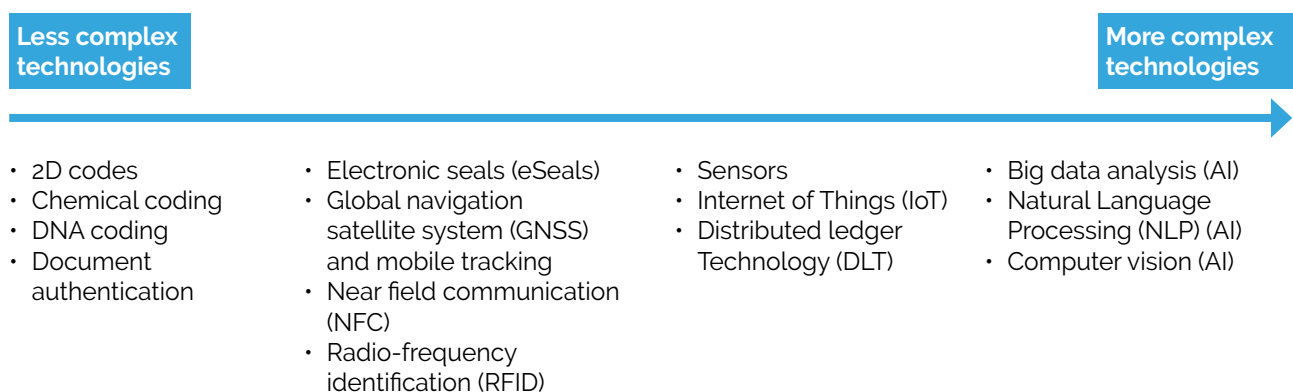 Less complex
technologies
More complex
technologies
• 2D codes
• Chemical coding
• DNA coding
• Document
authentication
• Electronic seals (eSeals)
• Global navigation
satellite system (GNSS)
and mobile tracking
• Near field communication
(NFC)
• Radio-frequency
identification (RFID)
• Sensors
• Internet of Things (IoT)
• Distributed ledger
Technology (DLT)
• Big data analysis (AI)
• Natural Language
Processing (NLP) (AI)
• Computer vision (AI)